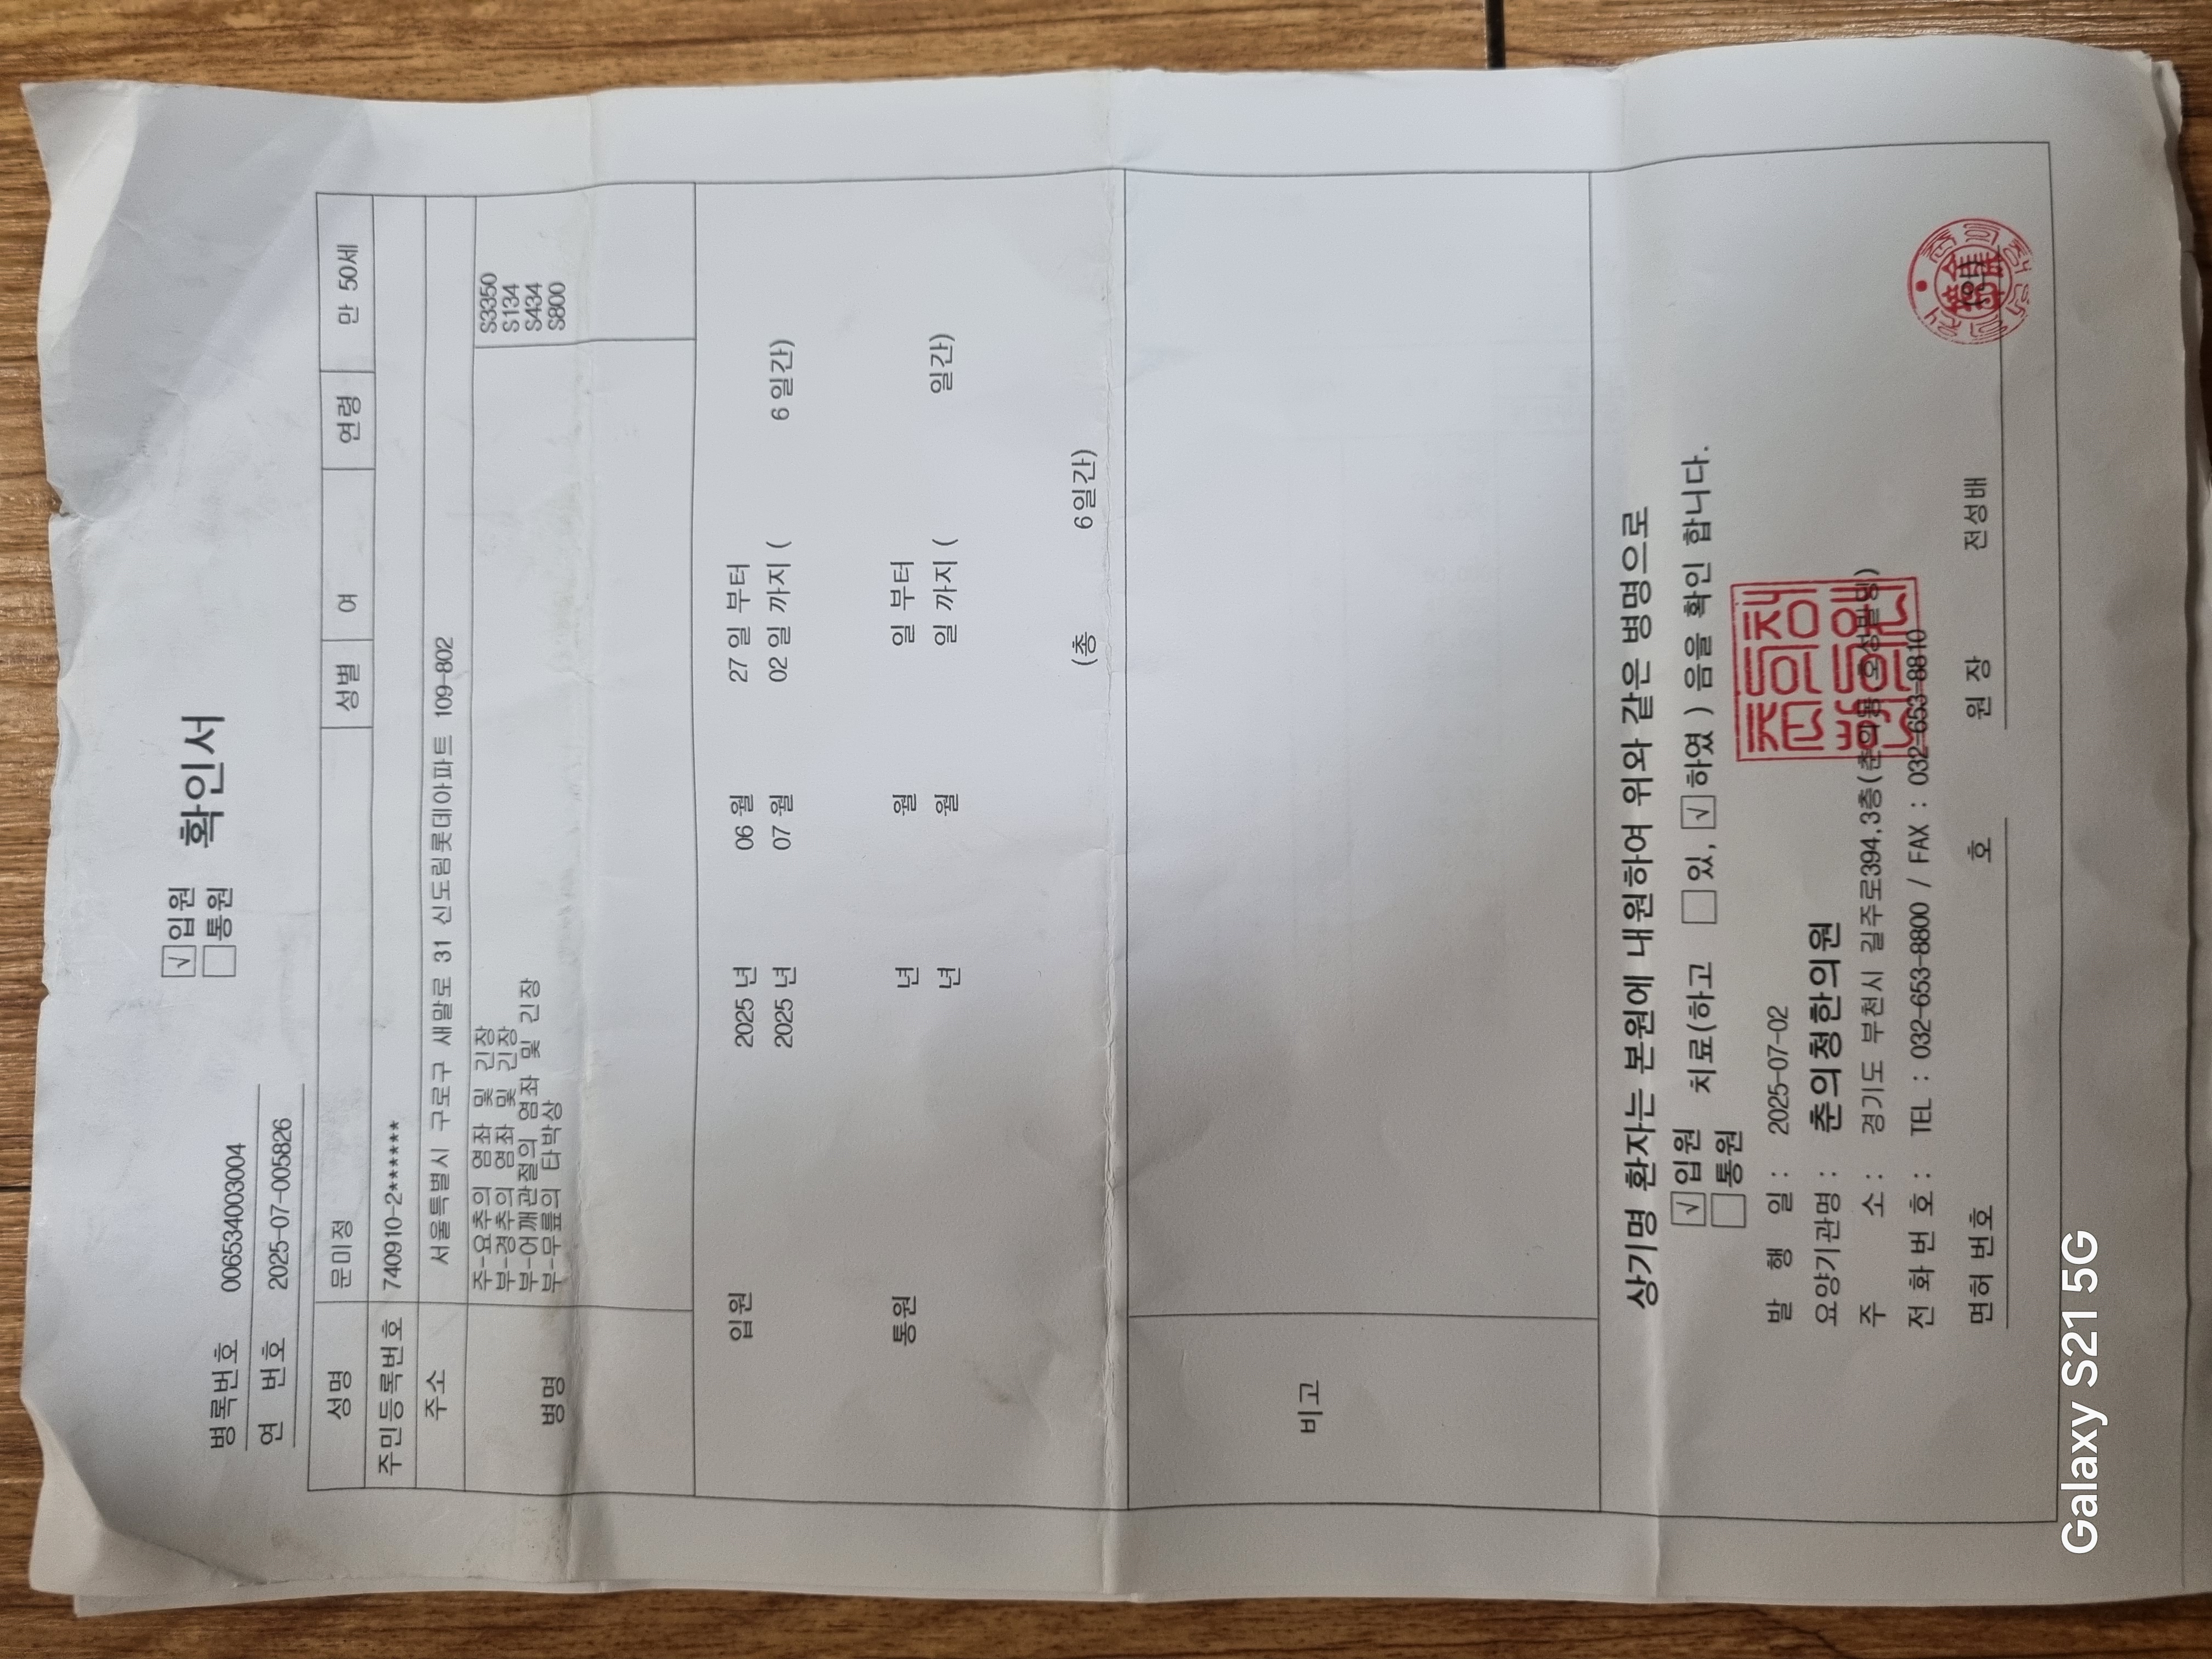 병록번호 0065340003004
연 번호 2025-07-005826
☑입원
☐통원
확인서
성명 문미정 성별 여 연령 만 50세
주민등록번호 740910-2******
주소 서울특별시 구로구 새말로 31 신도림롯데아파트 109-802
병명
주-요추의 염좌 및 긴장 S3350
부-경추의 염좌 및 긴장 S134
부-어깨관절의 염좌 및 긴장 S434
부-무릎의 타박상 S800
입원 2025 년 06 월 27 일 부터
2025 년 07 월 02 일 까지 ( 6 일간)
통원 년 월 일 부터
년 월 일 까지 ( 일간)
(총 6일간)
비고
상기명 환자는 본원에 내원하여 위와 같은 병명으로
☑입원 치료(하고 ☐있, ☑하였 ) 음을 확인 합니다.
☐통원
발 행 일 : 2025-07-02
요양기관명 : 춘의청한의원
주 소 : 경기도 부천시 길주로394,3층(춘의동,호성빌딩)
전 화 번 호 : TEL : 032-653-8800 / FAX : 032-653-8810
면허 번호 호 원 장 전성배 (인)
Galaxy S21 5G